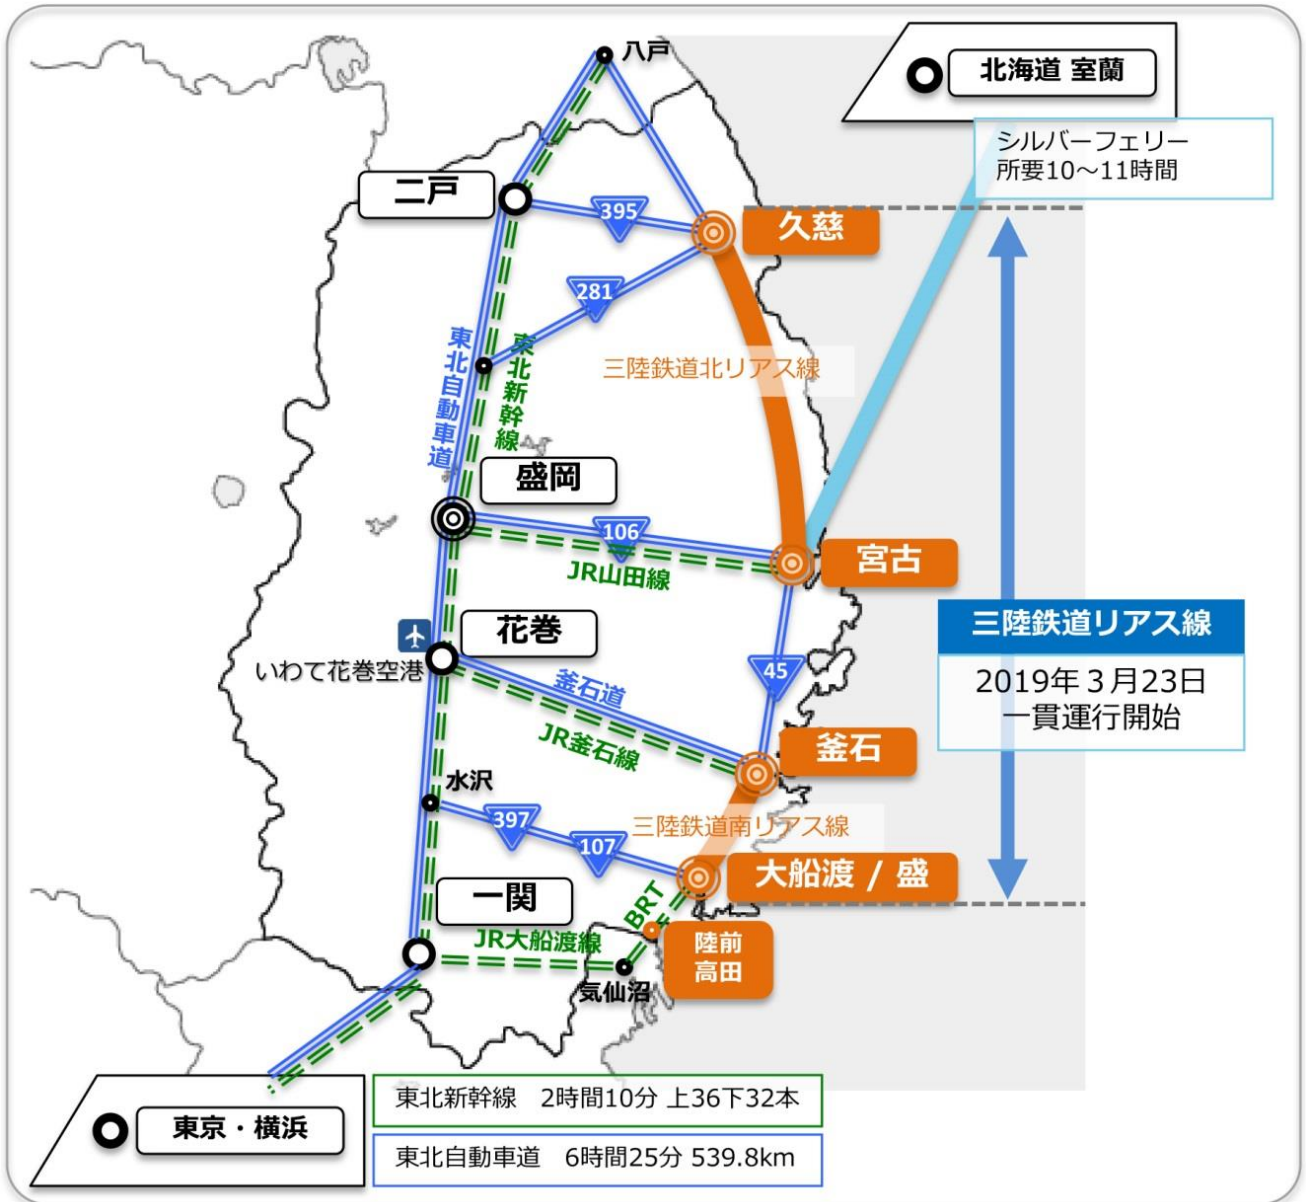 八戸
北海道 室蘭
シルバーフェリー
所要10～11時間
二戸
395
久慈
281
東北自動車道
東北新幹線
三陸鉄道北リアス線
盛岡
106
JR山田線
宮古
花巻
いわて花巻空港
釜石道
JR釜石線
45
三陸鉄道リアス線
2019年３月23日
一貫運行開始
釜石
水沢
397
107
三陸鉄道南リアス線
大船渡 / 盛
一関
BRT
JR大船渡線
陸前
高田
気仙沼
東京・横浜
東北新幹線　2時間10分 上36下32本
東北自動車道　6時間25分 539.8km